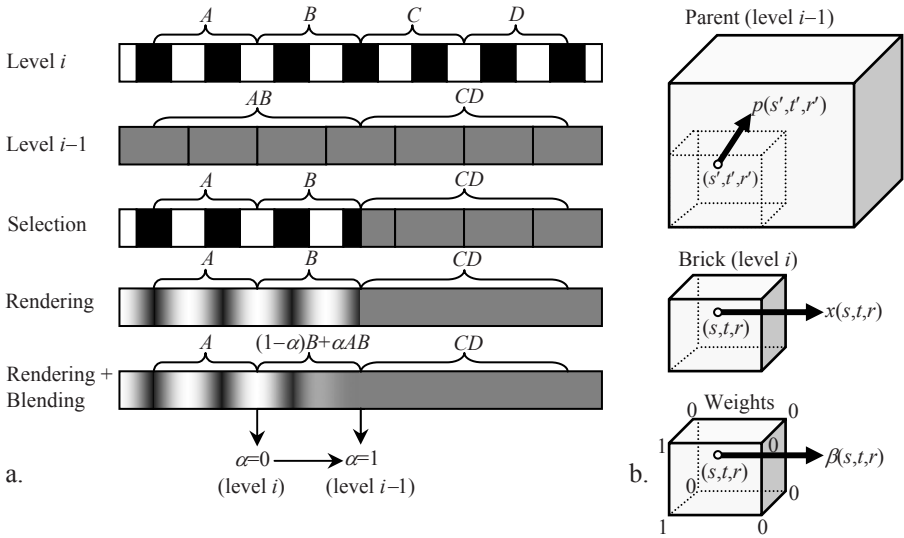 A B C D
Level i
AB CD
Level i−1
A B CD
Selection
A B CD
Rendering
A (1−α)B+αAB CD
Rendering +
Blending
α=0 α=1
(level i) (level i−1)
a.
Parent (level i−1)
p(s′,t′,r′)
(s′,t′,r′)
Brick (level i)
(s,t,r) x(s,t,r)
Weights
0 0
1 0
(s,t,r) β(s,t,r)
0 0
1 0
b.